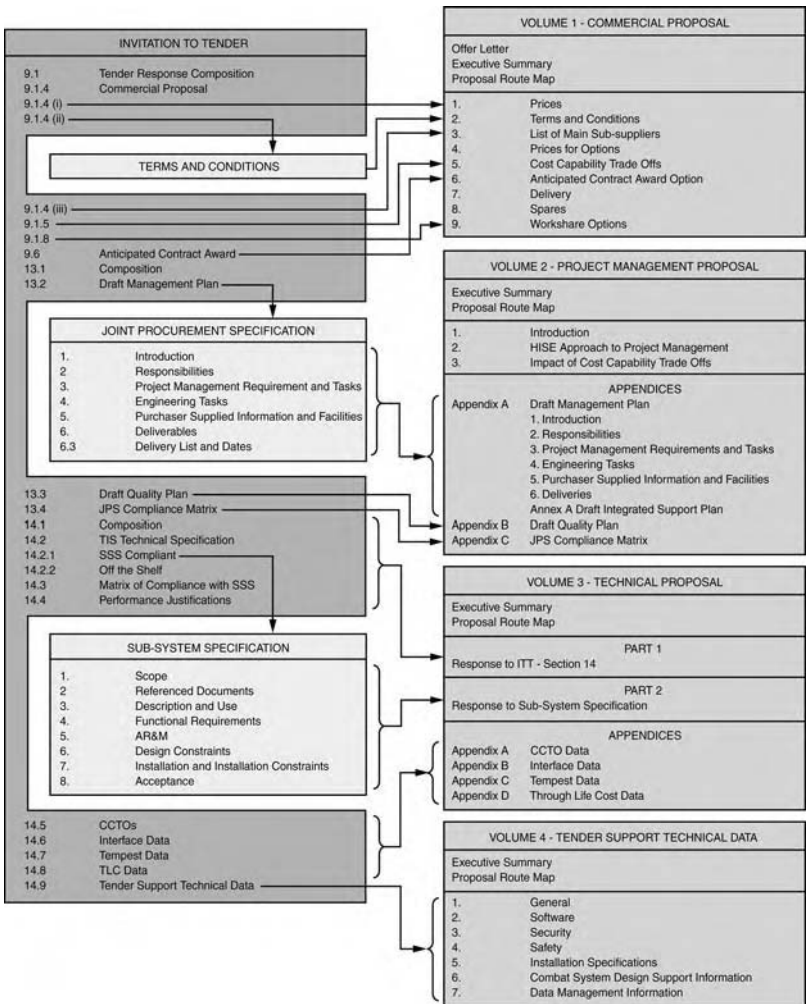 INVITATION TO TENDER
9.1 Tender Response Composition
9.1.4 Commercial Proposal
9.1.4 (i)
9.1.4 (ii)
TERMS AND CONDITIONS
9.1.4 (iii)
9.1.5
9.1.8
9.6 Anticipated Contract Award
13.1 Composition
13.2 Draft Management Plan
JOINT PROCUREMENT SPECIFICATION
1. Introduction
2 Responsibilities
3. Project Management Requirement and Tasks
4. Engineering Tasks
5. Purchaser Supplied Information and Facilities
6. Deliverables
6.3 Delivery List and Dates
13.3 Draft Quality Plan
13.4 JPS Compliance Matrix
14.1 Composition
14.2 TIS Technical Specification
14.2.1 SSS Compliant
14.2.2 Off the Shelf
14.3 Matrix of Compliance with SSS
14.4 Performance Justifications
SUB-SYSTEM SPECIFICATION
1. Scope
2 Referenced Documents
3. Description and Use
4. Functional Requirements
5. AR&M
6. Design Constraints
7. Installation and Installation Constraints
8. Acceptance
14.5 CCTOs
14.6 Interface Data
14.7 Tempest Data
14.8 TLC Data
14.9 Tender Support Technical Data
VOLUME 1 - COMMERCIAL PROPOSAL
Offer Letter
Executive Summary
Proposal Route Map
1. Prices
2. Terms and Conditions
3. List of Main Sub-suppliers
4. Prices for Options
5. Cost Capability Trade Offs
6. Anticipated Contract Award Option
7. Delivery
8. Spares
9. Workshare Options
VOLUME 2 - PROJECT MANAGEMENT PROPOSAL
Executive Summary
Proposal Route Map
1. Introduction
2. HISE Approach to Project Management
3. Impact of Cost Capability Trade Offs
APPENDICES
Appendix A Draft Management Plan
1. Introduction
2. Responsibilities
3. Project Management Requirements and Tasks
4. Engineering Tasks
5. Purchaser Supplied Information and Facilities
6. Deliveries
Annex A Draft Integrated Support Plan
Appendix B Draft Quality Plan
Appendix C JPS Compliance Matrix
VOLUME 3 - TECHNICAL PROPOSAL
Executive Summary
Proposal Route Map
PART 1
Response to ITT - Section 14
PART 2
Response to Sub-System Specification
APPENDICES
Appendix A CCTO Data
Appendix B Interface Data
Appendix C Tempest Data
Appendix D Through Life Cost Data
VOLUME 4 - TENDER SUPPORT TECHNICAL DATA
Executive Summary
Proposal Route Map
1. General
2. Software
3. Security
4. Safety
5. Installation Specifications
6. Combat System Design Support Information
7. Data Management Information